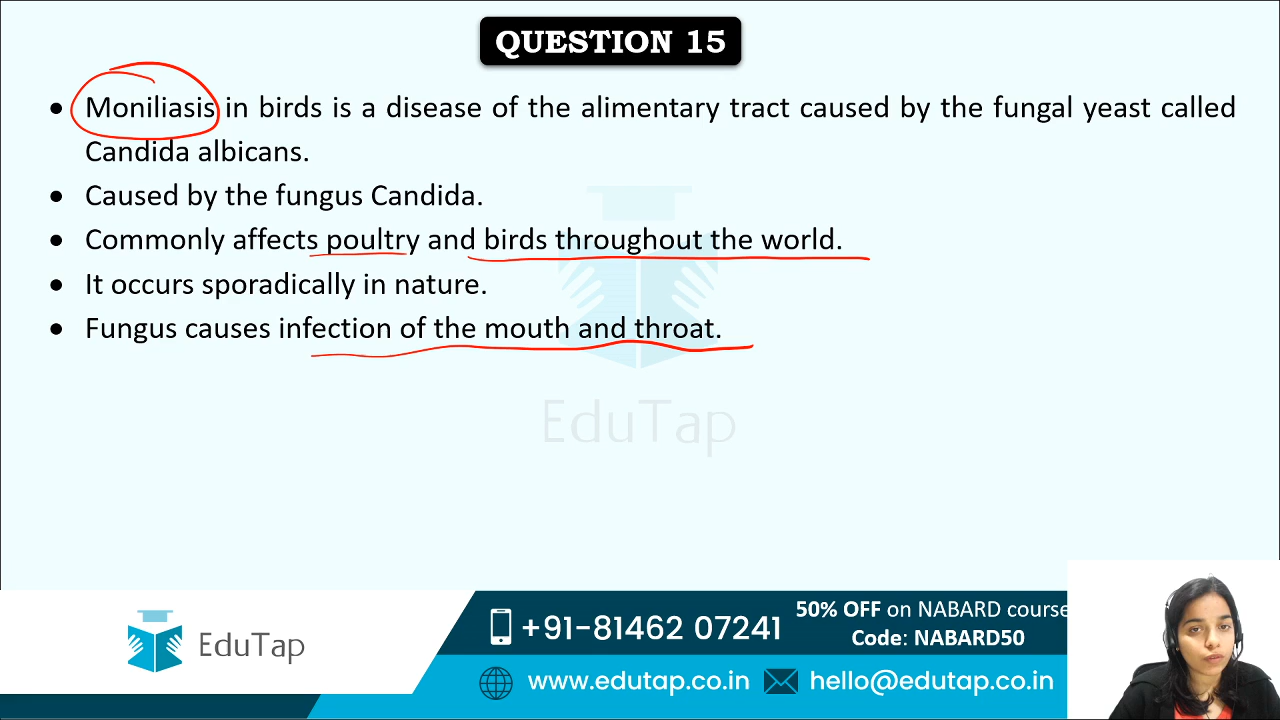 QUESTION 15
• Moniliasis in birds is a disease of the alimentary tract caused by the fungal yeast called
Candida albicans.
• Caused by the fungus Candida.
• Commonly affects poultry and birds throughout the world.
• It occurs sporadically in nature.
• Fungus causes infection of the mouth and throat.
EduTap
EduTap
+91-81462 07241
50% OFF on NABARD course
Code: NABARD50
www.edutap.co.in
hello@edutap.co.in